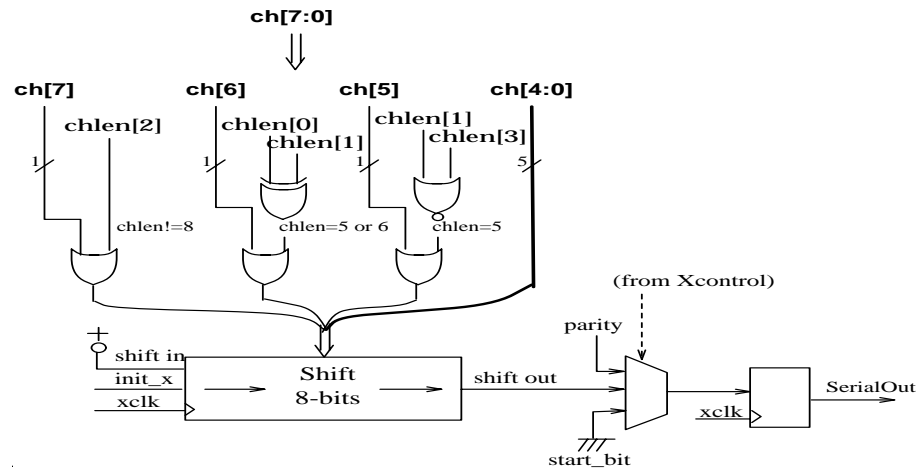 ch[7:0]
ch[7]
ch[6]
ch[5]
ch[4:0]
chlen[2]
chlen[0]
chlen[1]
chlen[1]
chlen[3]
1
1
1
5
chlen!=8
chlen=5 or 6
chlen=5
(from Xcontrol)
parity
+
shift in
init_x
xclk
Shift
8-bits
shift out
xclk
SerialOut
start_bit